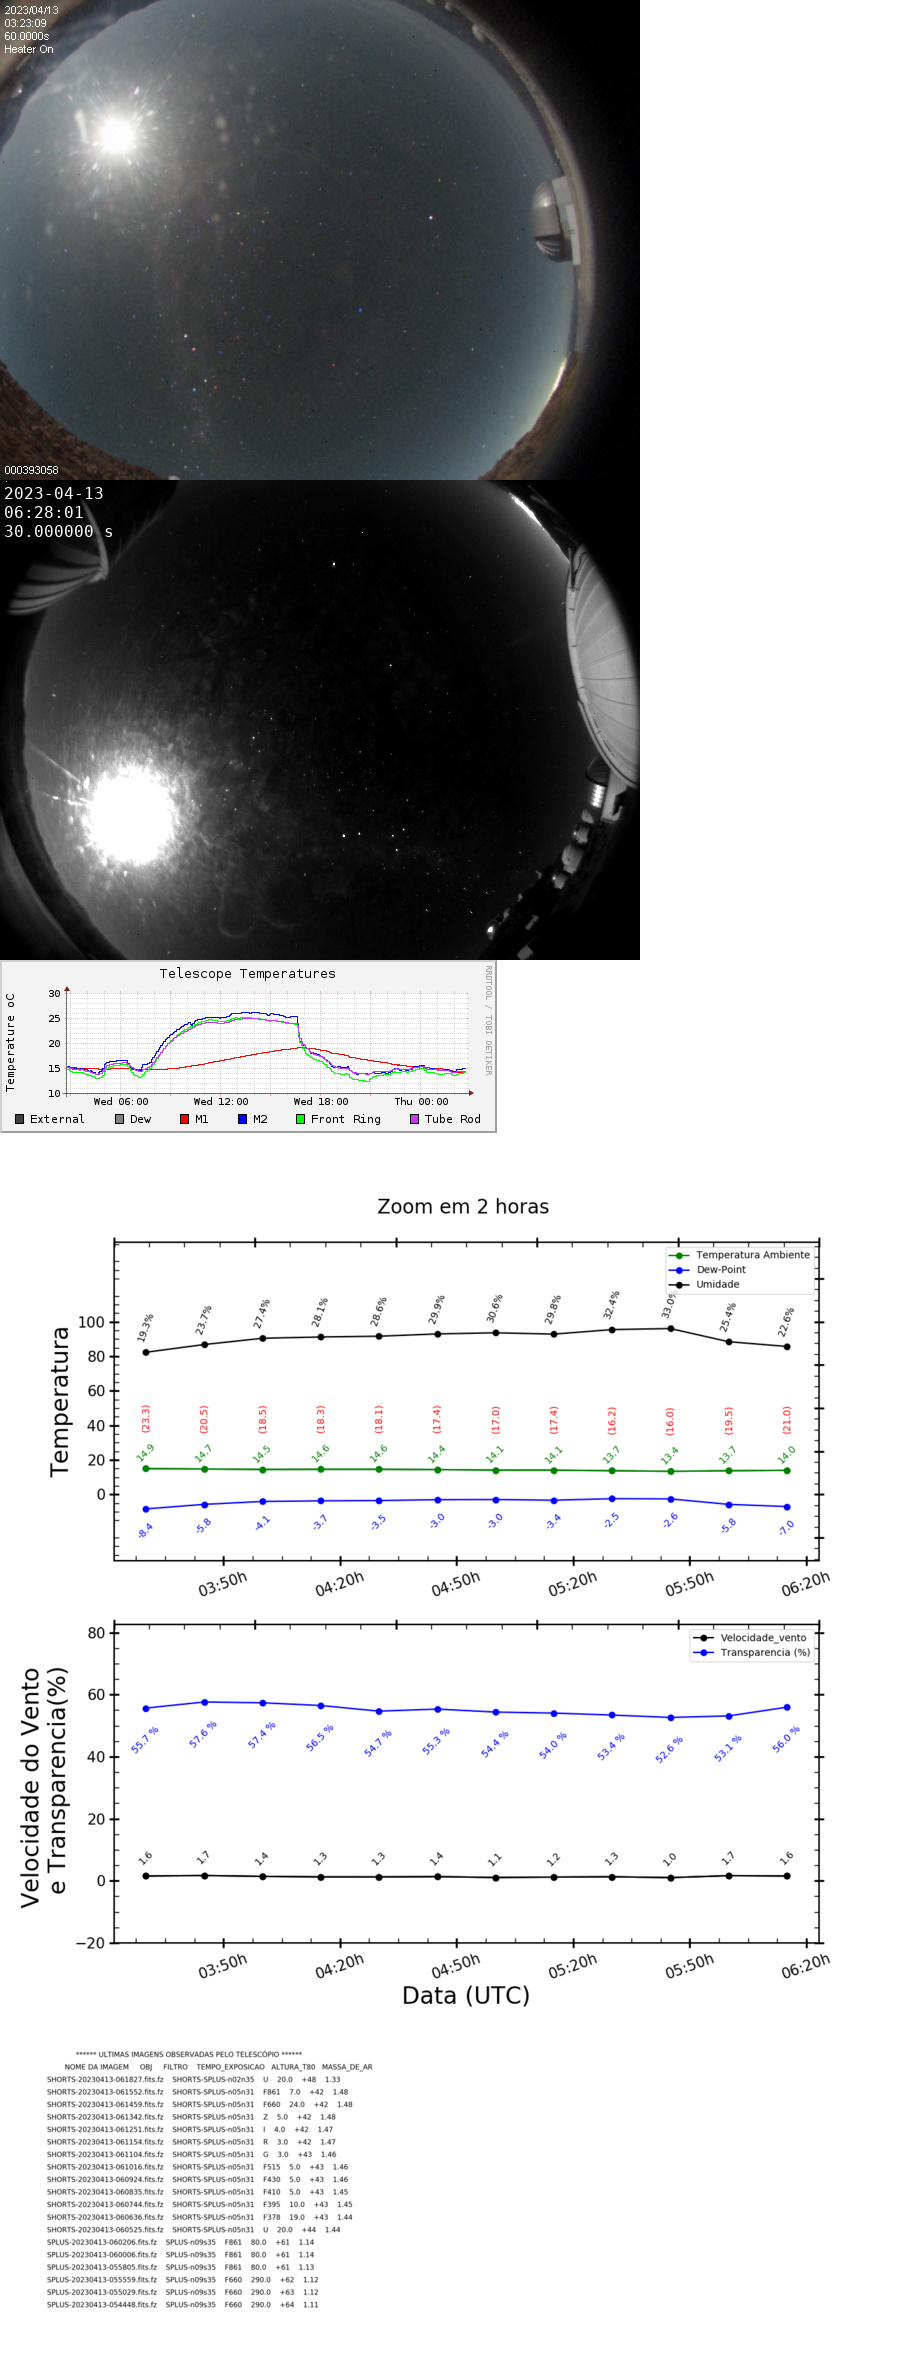 2023/04/13
03:23:09
60.0000s
Heater On
000393058
2023-04-13
06:28:01
30.000000 s
Telescope Temperatures
RRDTOOL / TOBI OETIKER
Temperature oC
30
25
20
15
10
Wed 06:00 Wed 12:00 Wed 18:00 Thu 00:00
External Dew M1 M2 Front Ring Tube Rod
Zoom em 2 horas
Temperatura Ambiente
Dew-Point
Umidade
Temperatura
100
80
60
40
20
0
19.3% 23.7% 27.4% 28.1% 28.6% 29.9% 30.6% 29.8% 32.4% 33.0% 25.4% 22.6%
(23.3) (20.5) (18.5) (18.3) (18.1) (17.4) (17.0) (17.4) (16.2) (16.0) (19.5) (21.0)
14.9 14.7 14.5 14.6 14.6 14.4 14.1 14.1 13.7 13.4 13.7 14.0
-8.4 -5.8 -4.1 -3.7 -3.5 -3.0 -3.0 -3.4 -2.5 -2.6 -5.8 -7.0
03:50h 04:20h 04:50h 05:20h 05:50h 06:20h
Velocidade_vento
Transparencia (%)
Velocidade do Vento
e Transparencia(%)
80
60
40
20
0
−20
55.7 % 57.6 % 57.4 % 56.5 % 54.7 % 55.3 % 54.4 % 54.0 % 53.4 % 52.6 % 53.1 % 56.0 %
1.6 1.7 1.4 1.3 1.3 1.4 1.1 1.2 1.3 1.0 1.7 1.6
03:50h 04:20h 04:50h 05:20h 05:50h 06:20h
Data (UTC)
****** ULTIMAS IMAGENS OBSERVADAS PELO TELESCÓPIO ******
NOME DA IMAGEM OBJ FILTRO TEMPO_EXPOSICAO ALTURA_T80 MASSA_DE_AR
SHORTS-20230413-061827.fits.fz SHORTS-SPLUS-n02n35 U 20.0 +48 1.33
SHORTS-20230413-061552.fits.fz SHORTS-SPLUS-n05n31 F861 7.0 +42 1.48
SHORTS-20230413-061459.fits.fz SHORTS-SPLUS-n05n31 F660 24.0 +42 1.48
SHORTS-20230413-061342.fits.fz SHORTS-SPLUS-n05n31 Z 5.0 +42 1.48
SHORTS-20230413-061251.fits.fz SHORTS-SPLUS-n05n31 I 4.0 +42 1.47
SHORTS-20230413-061154.fits.fz SHORTS-SPLUS-n05n31 R 3.0 +42 1.47
SHORTS-20230413-061104.fits.fz SHORTS-SPLUS-n05n31 G 3.0 +43 1.46
SHORTS-20230413-061016.fits.fz SHORTS-SPLUS-n05n31 F515 5.0 +43 1.46
SHORTS-20230413-060924.fits.fz SHORTS-SPLUS-n05n31 F430 5.0 +43 1.46
SHORTS-20230413-060835.fits.fz SHORTS-SPLUS-n05n31 F410 5.0 +43 1.45
SHORTS-20230413-060744.fits.fz SHORTS-SPLUS-n05n31 F395 10.0 +43 1.45
SHORTS-20230413-060636.fits.fz SHORTS-SPLUS-n05n31 F378 19.0 +43 1.44
SHORTS-20230413-060525.fits.fz SHORTS-SPLUS-n05n31 U 20.0 +44 1.44
SPLUS-20230413-060206.fits.fz SPLUS-n09s35 F861 80.0 +61 1.14
SPLUS-20230413-060006.fits.fz SPLUS-n09s35 F861 80.0 +61 1.14
SPLUS-20230413-055805.fits.fz SPLUS-n09s35 F861 80.0 +61 1.13
SPLUS-20230413-055559.fits.fz SPLUS-n09s35 F660 290.0 +62 1.12
SPLUS-20230413-055029.fits.fz SPLUS-n09s35 F660 290.0 +63 1.12
SPLUS-20230413-054448.fits.fz SPLUS-n09s35 F660 290.0 +64 1.11